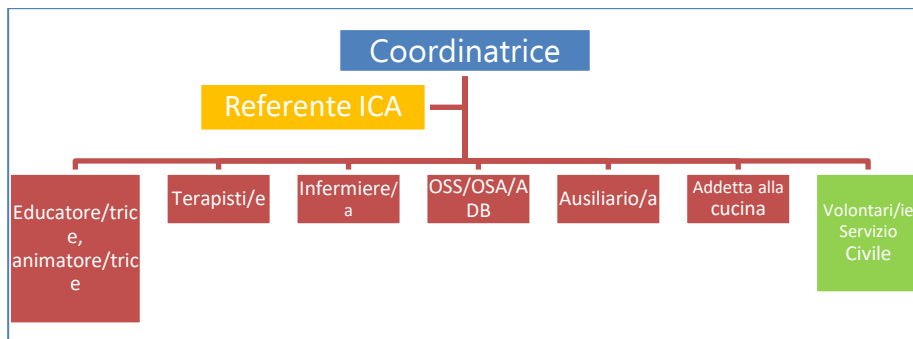 Coordinatrice
Referente ICA
Educatore/tric
e,
animatore/tric
e
Terapisti/e
Infermiere/
a
OSS/OSA/A
DB
Ausiliario/a
Addetta alla
cucina
Volontari/ie
Servizio
Civile